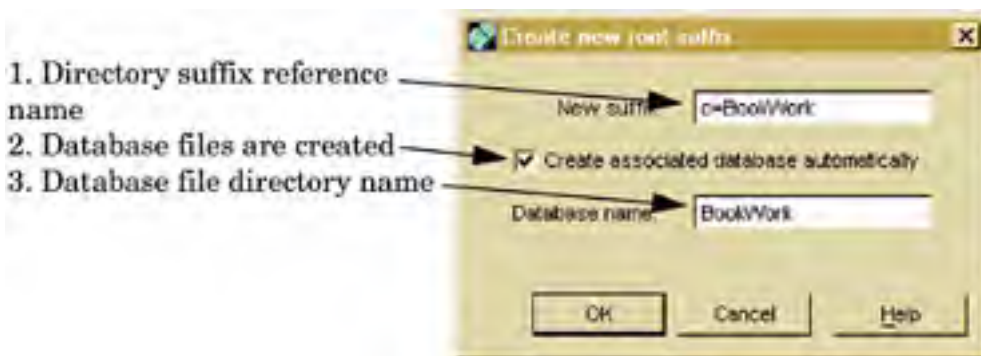 Create new root suffix
1. Directory suffix reference
name
2. Database files are created
3. Database file directory name
New suffix:
o=BookWork
Create associated database automatically
Database name:
BookWork
OK
Cancel
Help